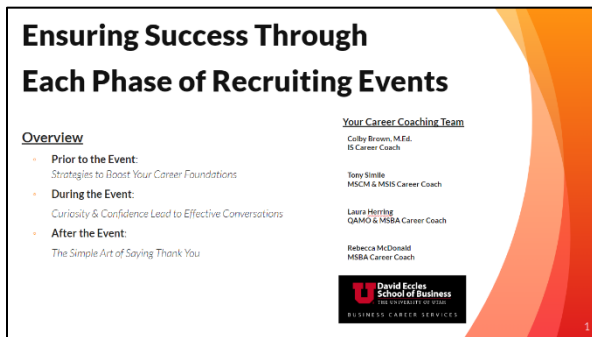 Ensuring Success Through
Each Phase of Recruiting Events
Overview
Prior to the Event:
Strategies to Boost Your Career Foundations
During the Event:
Curiosity & Confidence Lead to Effective Conversations
After the Event:
The Simple Art of Saying Thank You
Your Career Coaching Team
Colby Brown, M.Ed.
IS Career Coach
Tony Simile
MSCM & MSIS Career Coach
Laura Herring
QAMO & MSBA Career Coach
Rebecca McDonald
MSBA Career Coach
David Eccles
School of Business
THE UNIVERSITY OF UTAH
BUSINESS CAREER SERVICES
1